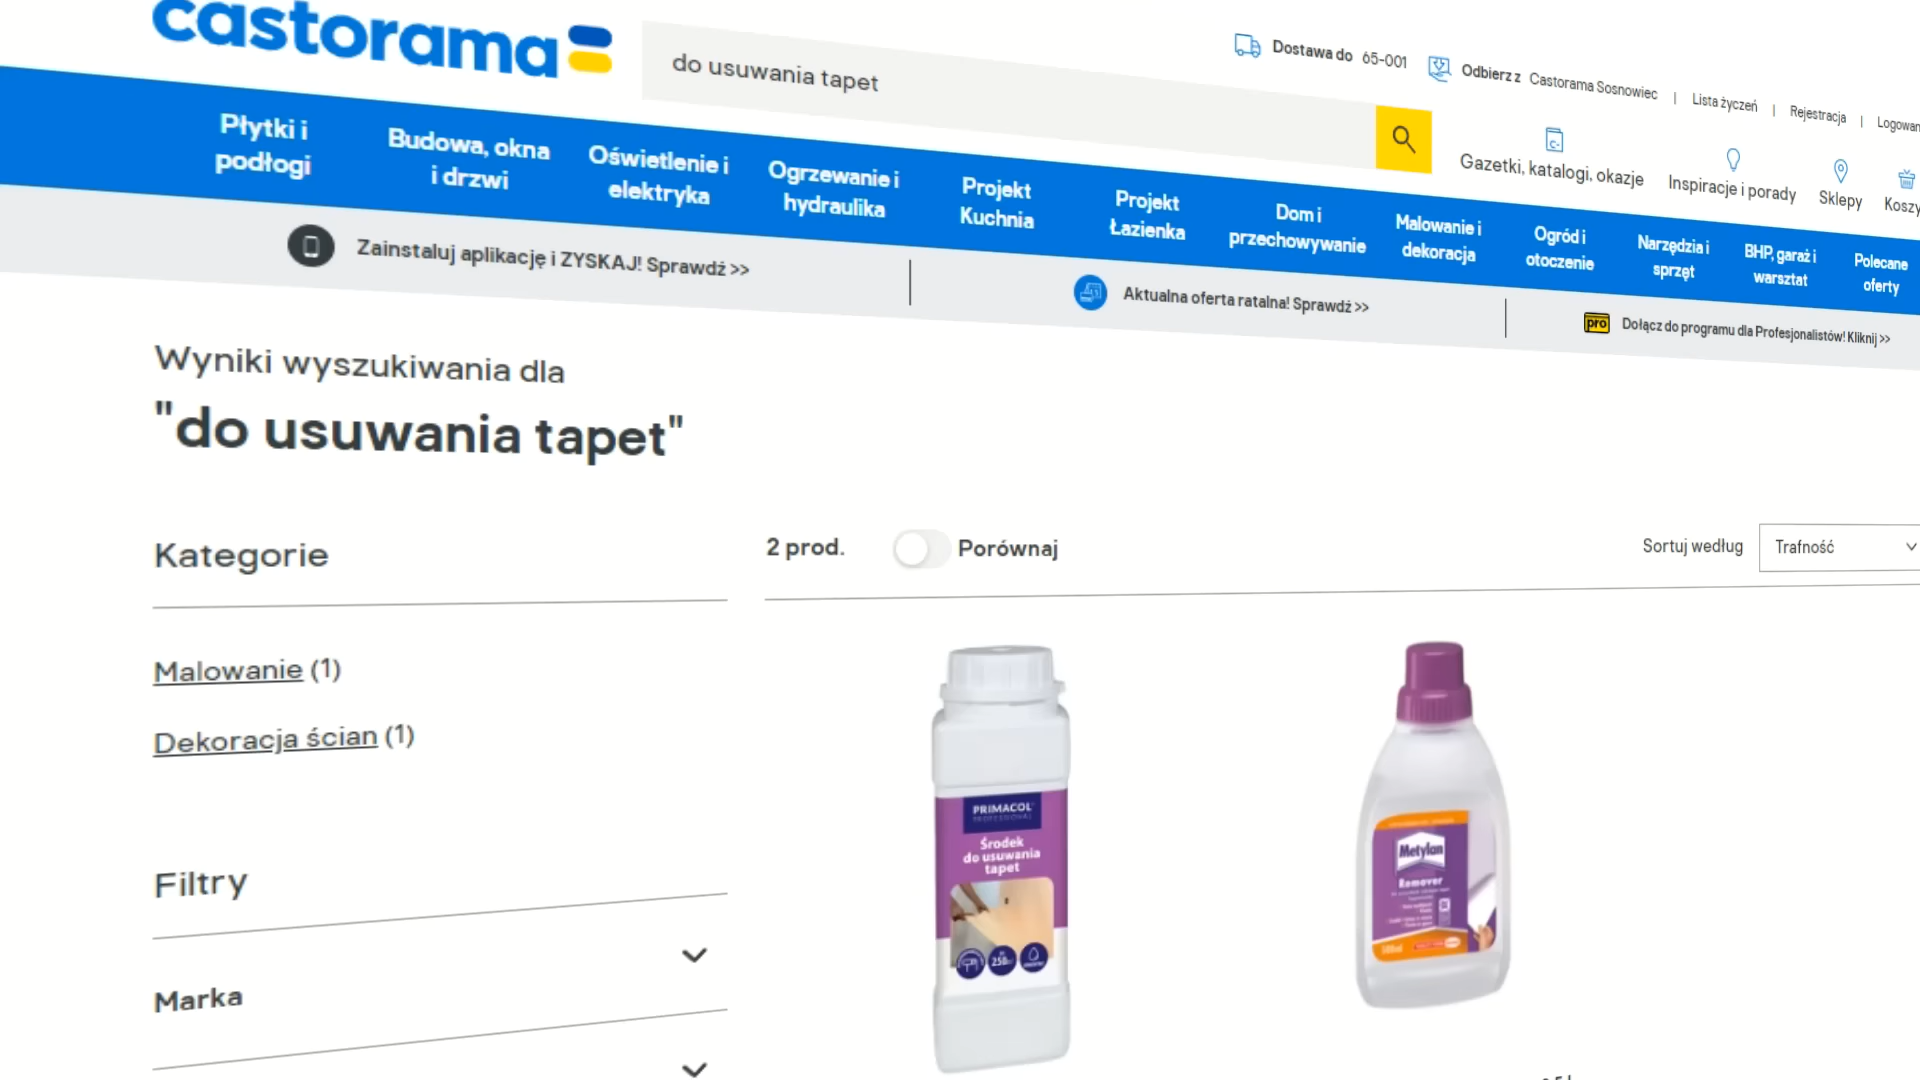 castorama
do usuwania tapet
Dostawa do 65-001
Odbierz z Castorama Sosnowiec | Lista życzeń | Rejestracja |
Gazetki, katalogi, okazje
Inspiracje i porady
Sklepy
Płytki i
podłogi
Budowa, okna
i drzwi
Oświetlenie i
elektryka
Ogrzewanie i
hydraulika
Projekt
Kuchnia
Projekt
Łazienka
Dom i
przechowywanie
Malowanie i
dekoracja
Ogród i
otoczenie
Narzędzia i
sprzęt
BHP, garaż i
warsztat
Polecane
oferty
Zainstaluj aplikację i ZYSKAJ! Sprawdź >>
Aktualna oferta ratalna! Sprawdź >>
pro Dołącz do programu dla Profesjonalistów! Kliknij >>
Wyniki wyszukiwania dla
"do usuwania tapet"
Kategorie
2 prod.
Porównaj
Sortuj według
Trafność
Malowanie (1)
Dekoracja ścian (1)
Filtry
Marka
PRIMACOL
PROFESSIONAL
Środek
do usuwania
tapet
Metylan
Remover